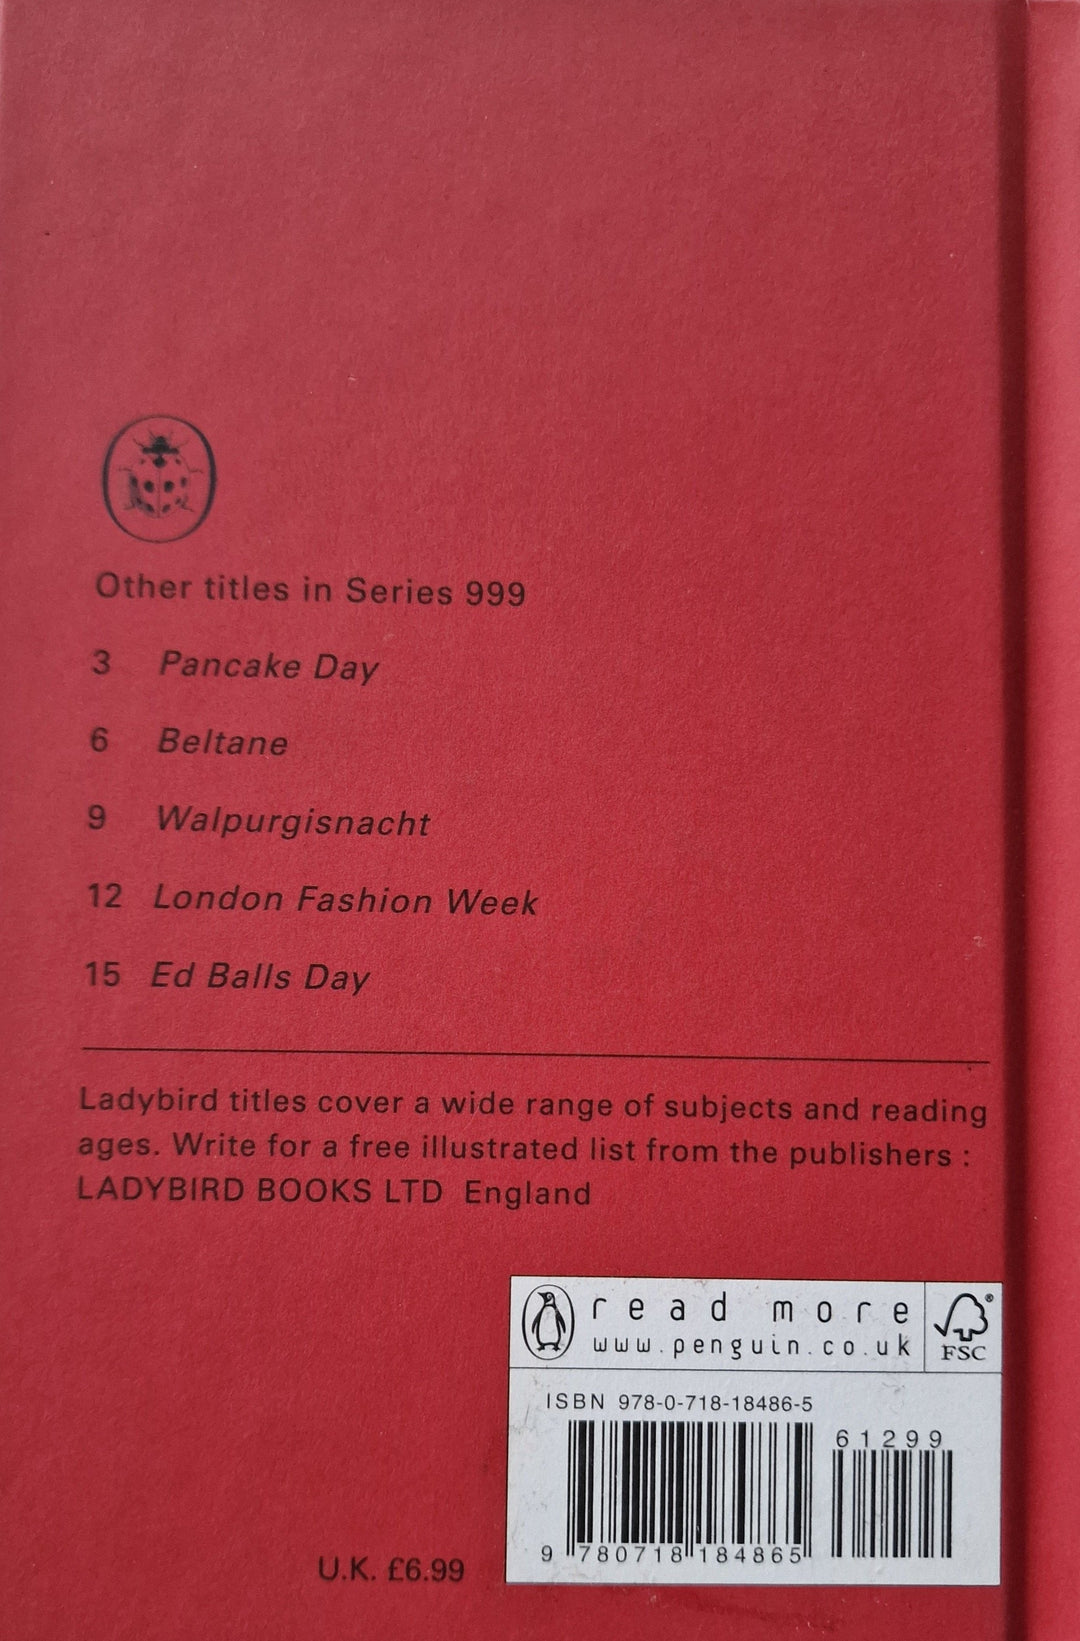 Other titles in Series 999
3 Pancake Day
6 Beltane
9 Walpurgisnacht
12 London Fashion Week
15 Ed Balls Day
Ladybird titles cover a wide range of subjects and reading
ages. Write for a free illustrated list from the publishers :
LADYBIRD BOOKS LTD England
read more
www.penguin.co.uk
® FSC
ISBN 978-0-718-18486-5
61299
9 780718 184865
U.K. £6.99